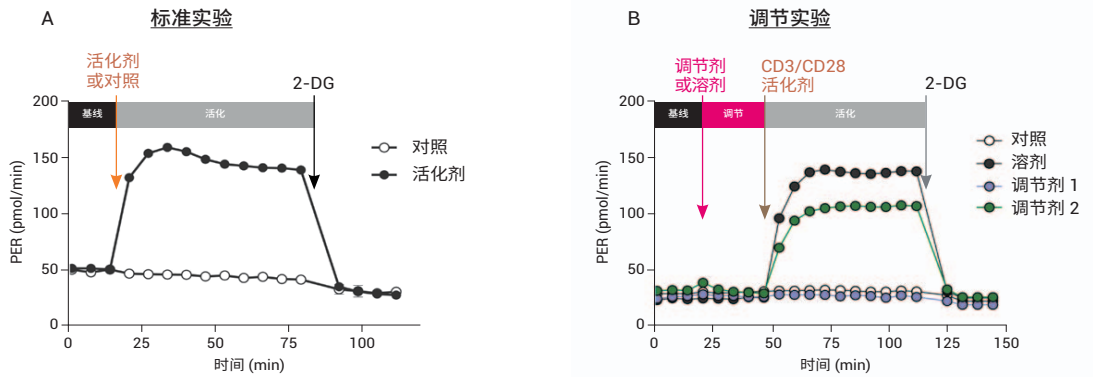 A
标准实验
活化剂
或对照
2-DG
200
基线
活化
150
100
50
0
PER (pmol/min)
0
25
50
75
100
时间 (min)
对照
活化剂
B
调节实验
调节剂
或溶剂
CD3/CD28
活化剂
2-DG
200
基线
调节
活化
150
100
50
0
PER (pmol/min)
0
25
50
75
100
125
150
时间 (min)
对照
溶剂
调节剂 1
调节剂 2